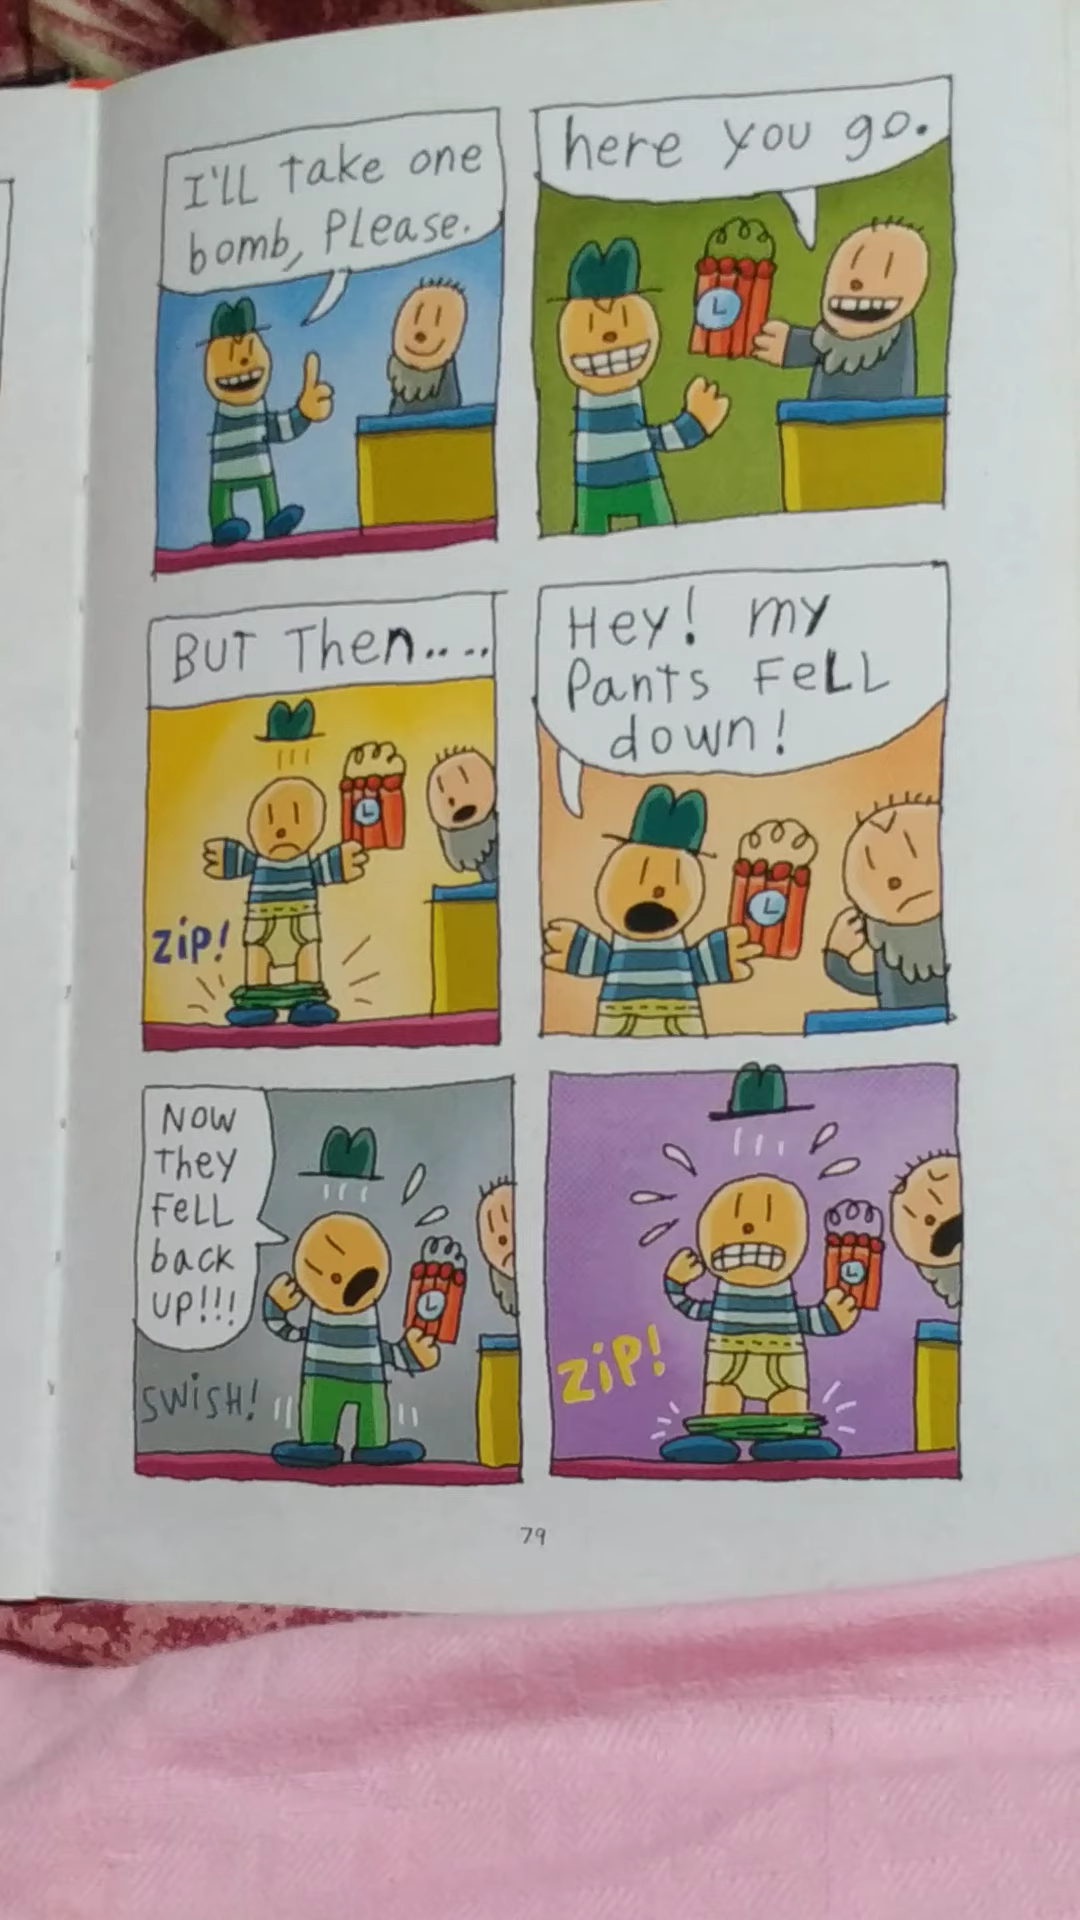 I'll take one
bomb, Please.
here you go.
BUT Then....
zip!
Hey! my
Pants FeLL
down!
NOW
They
FeLL
back
UP!!!
SWISH!
ZiP!
79